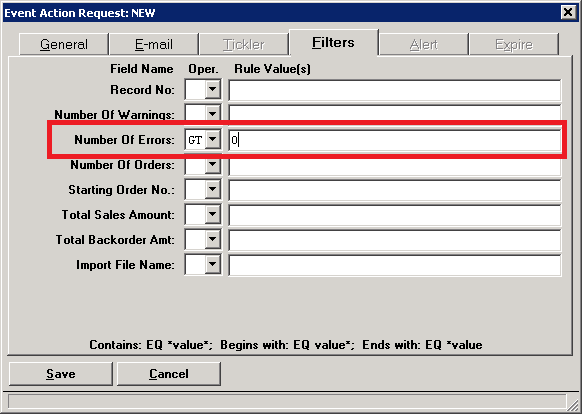 Event Action Request: NEW
General E-mail Tickler Filters Alert Expire
Field Name Oper. Rule Value(s)
Record No:
Number Of Warnings:
Number Of Errors: GT 0
Number Of Orders:
Starting Order No.:
Total Sales Amount:
Total Backorder Amt:
Import File Name:
Contains: EQ *value*; Begins with: EQ value*; Ends with: EQ *value
Save Cancel